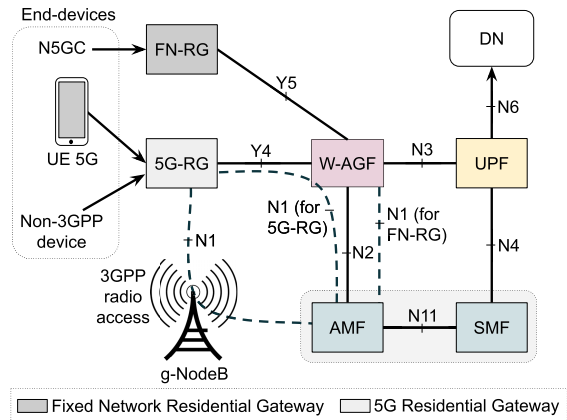 End-devices
N5GC
FN-RG
DN
Y5
N6
UE 5G
5G-RG
Y4
W-AGF
N3
UPF
Non-3GPP
device
N1 (for
5G-RG)
N1 (for
FN-RG)
N1
N2
N4
3GPP
radio
access
AMF
N11
SMF
g-NodeB
Fixed Network Residential Gateway
5G Residential Gateway